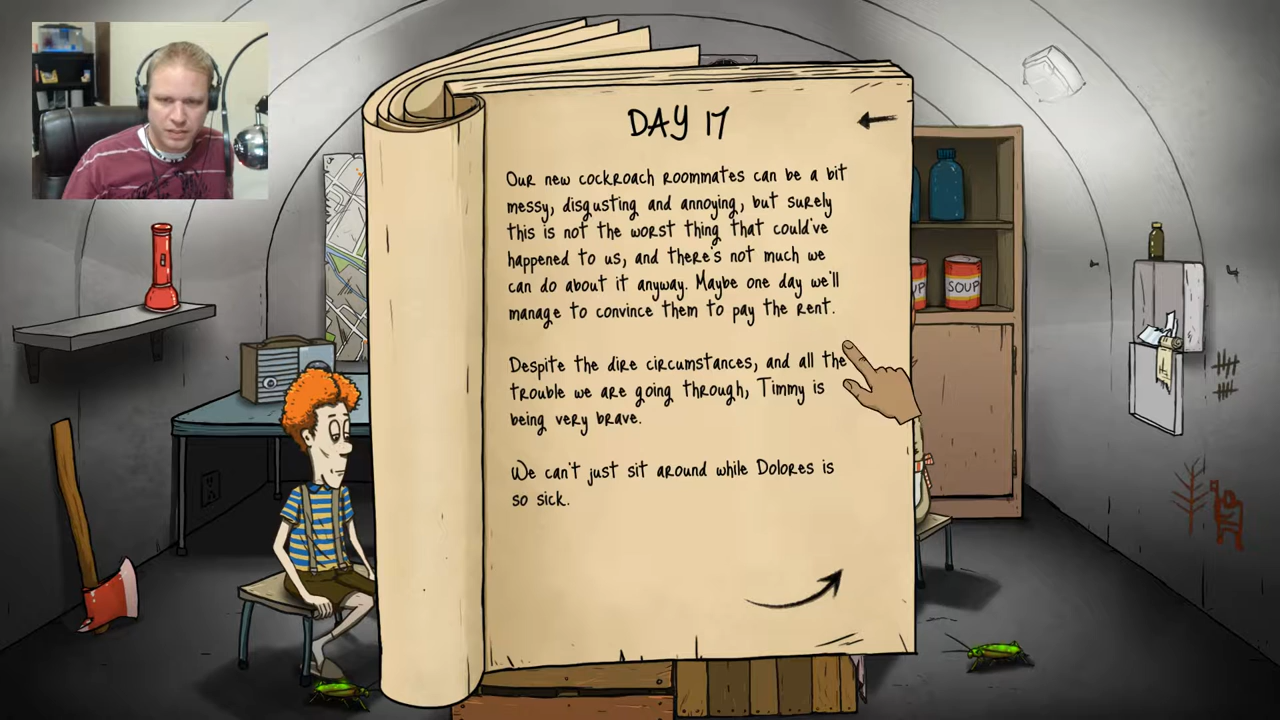 DAY 17
Our new cockroach roommates can be a bit
messy, disgusting and annoying, but surely
this is not the worst thing that could've
happened to us, and there's not much we
can do about it anyway. Maybe one day we'll
manage to convince them to pay the rent.
Despite the dire circumstances, and all the
trouble we are going through, Timmy is
being very brave.
We can't just sit around while Dolores is
so sick.
UP
SOUP